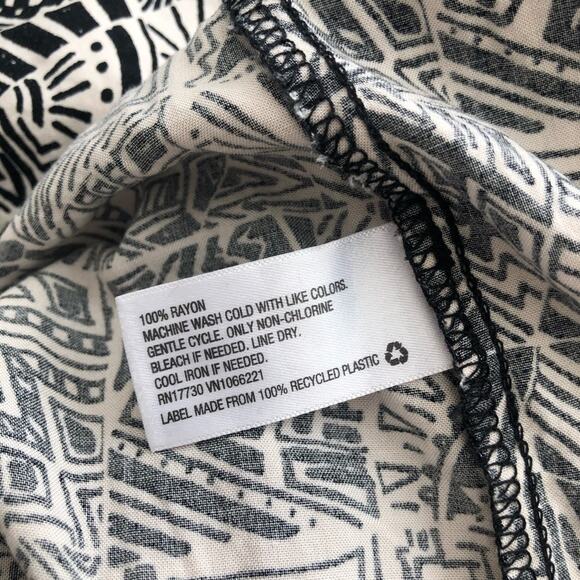 100% RAYON
MACHINE WASH COLD WITH LIKE COLORS.
GENTLE CYCLE. ONLY NON-CHLORINE
BLEACH IF NEEDED. LINE DRY.
COOL IRON IF NEEDED.
RN17730 VN1066221
LABEL MADE FROM 100% RECYCLED PLASTIC